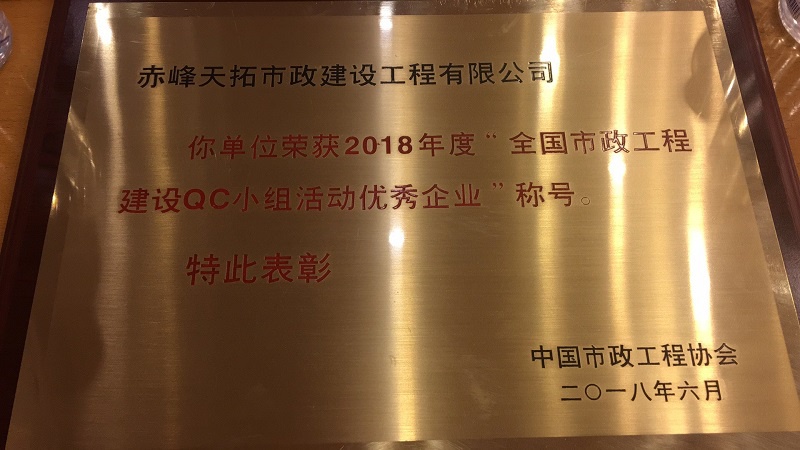 赤峰天拓市政建设工程有限公司
你单位荣获2018年度“全国市政工程
建设QC小组活动优秀企业”称号。
特此表彰
中国市政工程协会
二〇一八年六月